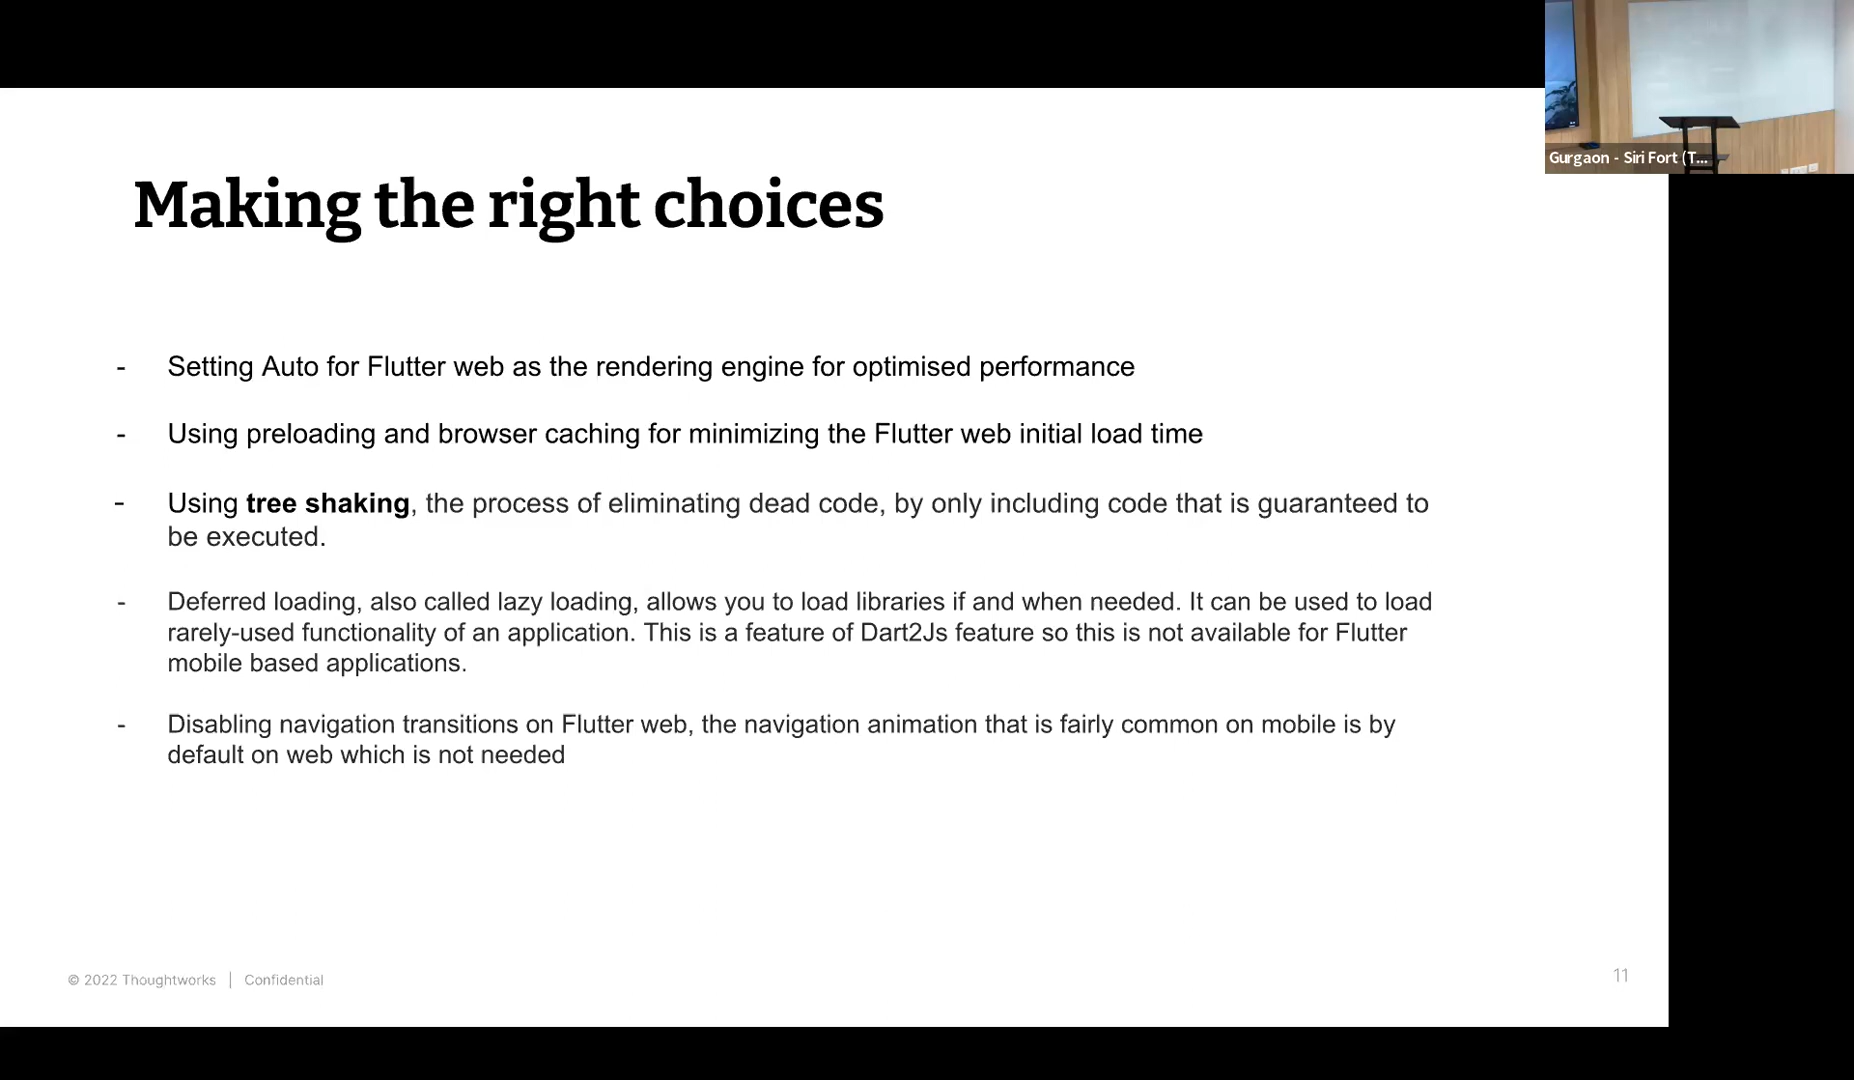 Gurgaon - Siri Fort (T...
Making the right choices
- Setting Auto for Flutter web as the rendering engine for optimised performance
- Using preloading and browser caching for minimizing the Flutter web initial load time
- Using tree shaking, the process of eliminating dead code, by only including code that is guaranteed to
be executed.
- Deferred loading, also called lazy loading, allows you to load libraries if and when needed. It can be used to load
rarely-used functionality of an application. This is a feature of Dart2Js feature so this is not available for Flutter
mobile based applications.
- Disabling navigation transitions on Flutter web, the navigation animation that is fairly common on mobile is by
default on web which is not needed
© 2022 Thoughtworks | Confidential
11